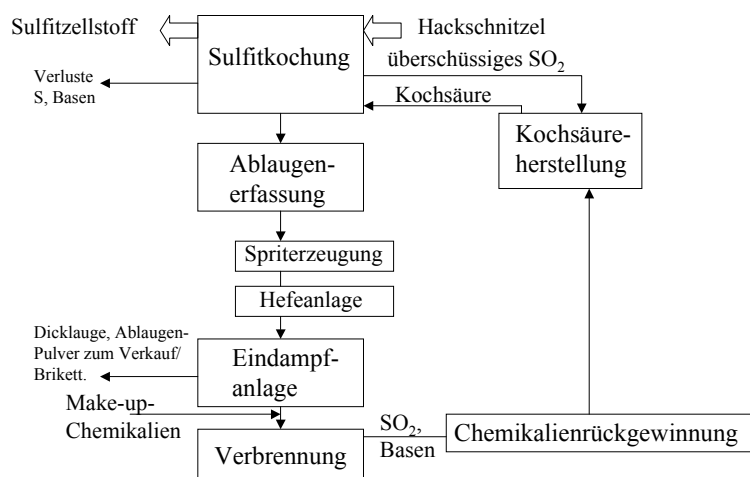 Sulfitzellstoff
Hackschnitzel
Sulfitkochung
überschüssiges SO₂
Verluste
S, Basen
Kochsäure
Kochsäure-
herstellung
Ablaugen-
erfassung
Spriterzeugung
Hefeanlage
Dicklauge, Ablaugen-
Pulver zum Verkauf/
Brikett.
Eindampf-
anlage
Make-up-
Chemikalien
SO₂,
Basen
Chemikalienrückgewinnung
Verbrennung